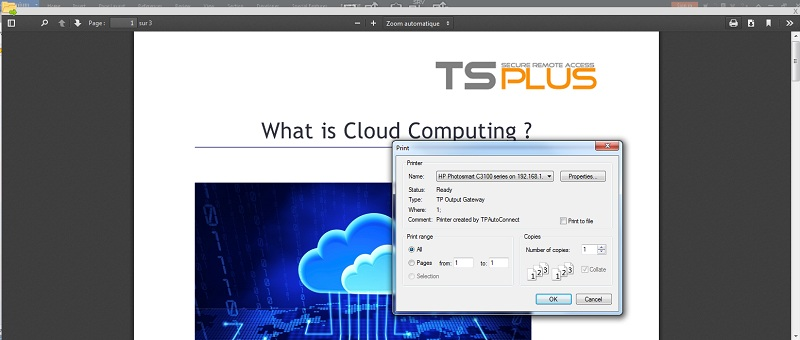 Page :
1
sur 3
Zoom automatique
TSPLUS
SECURE REMOTE ACCESS
What is Cloud Computing ?
Print
Printer
Name:
HP Photosmart C3100 series on 192.168.1.
Properties...
Status:
Ready
Type:
TP Output Gateway
Where:
1;
Comment:
Printer created by TPAutoConnect
Print to file
Print range
All
Pages
from:
1
to:
1
Selection
Copies
Number of copies:
1
1 2 3
1 2 3
Collate
OK
Cancel